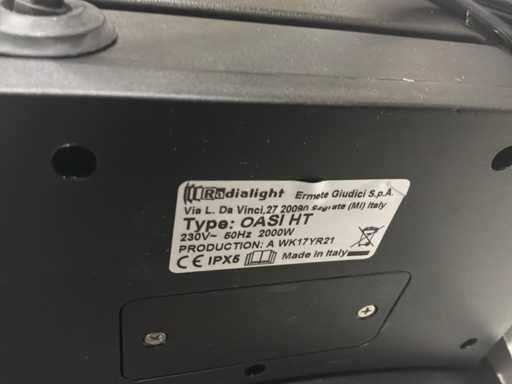 Radialight Ermete Giudici S.p.A.
Via L. Da Vinci,27 20090 Segrate (MI) Italy
Type: OASI HT
230V~ 50Hz 2000W
PRODUCTION: A WK17YR21
CE IPX5 Made in Italy